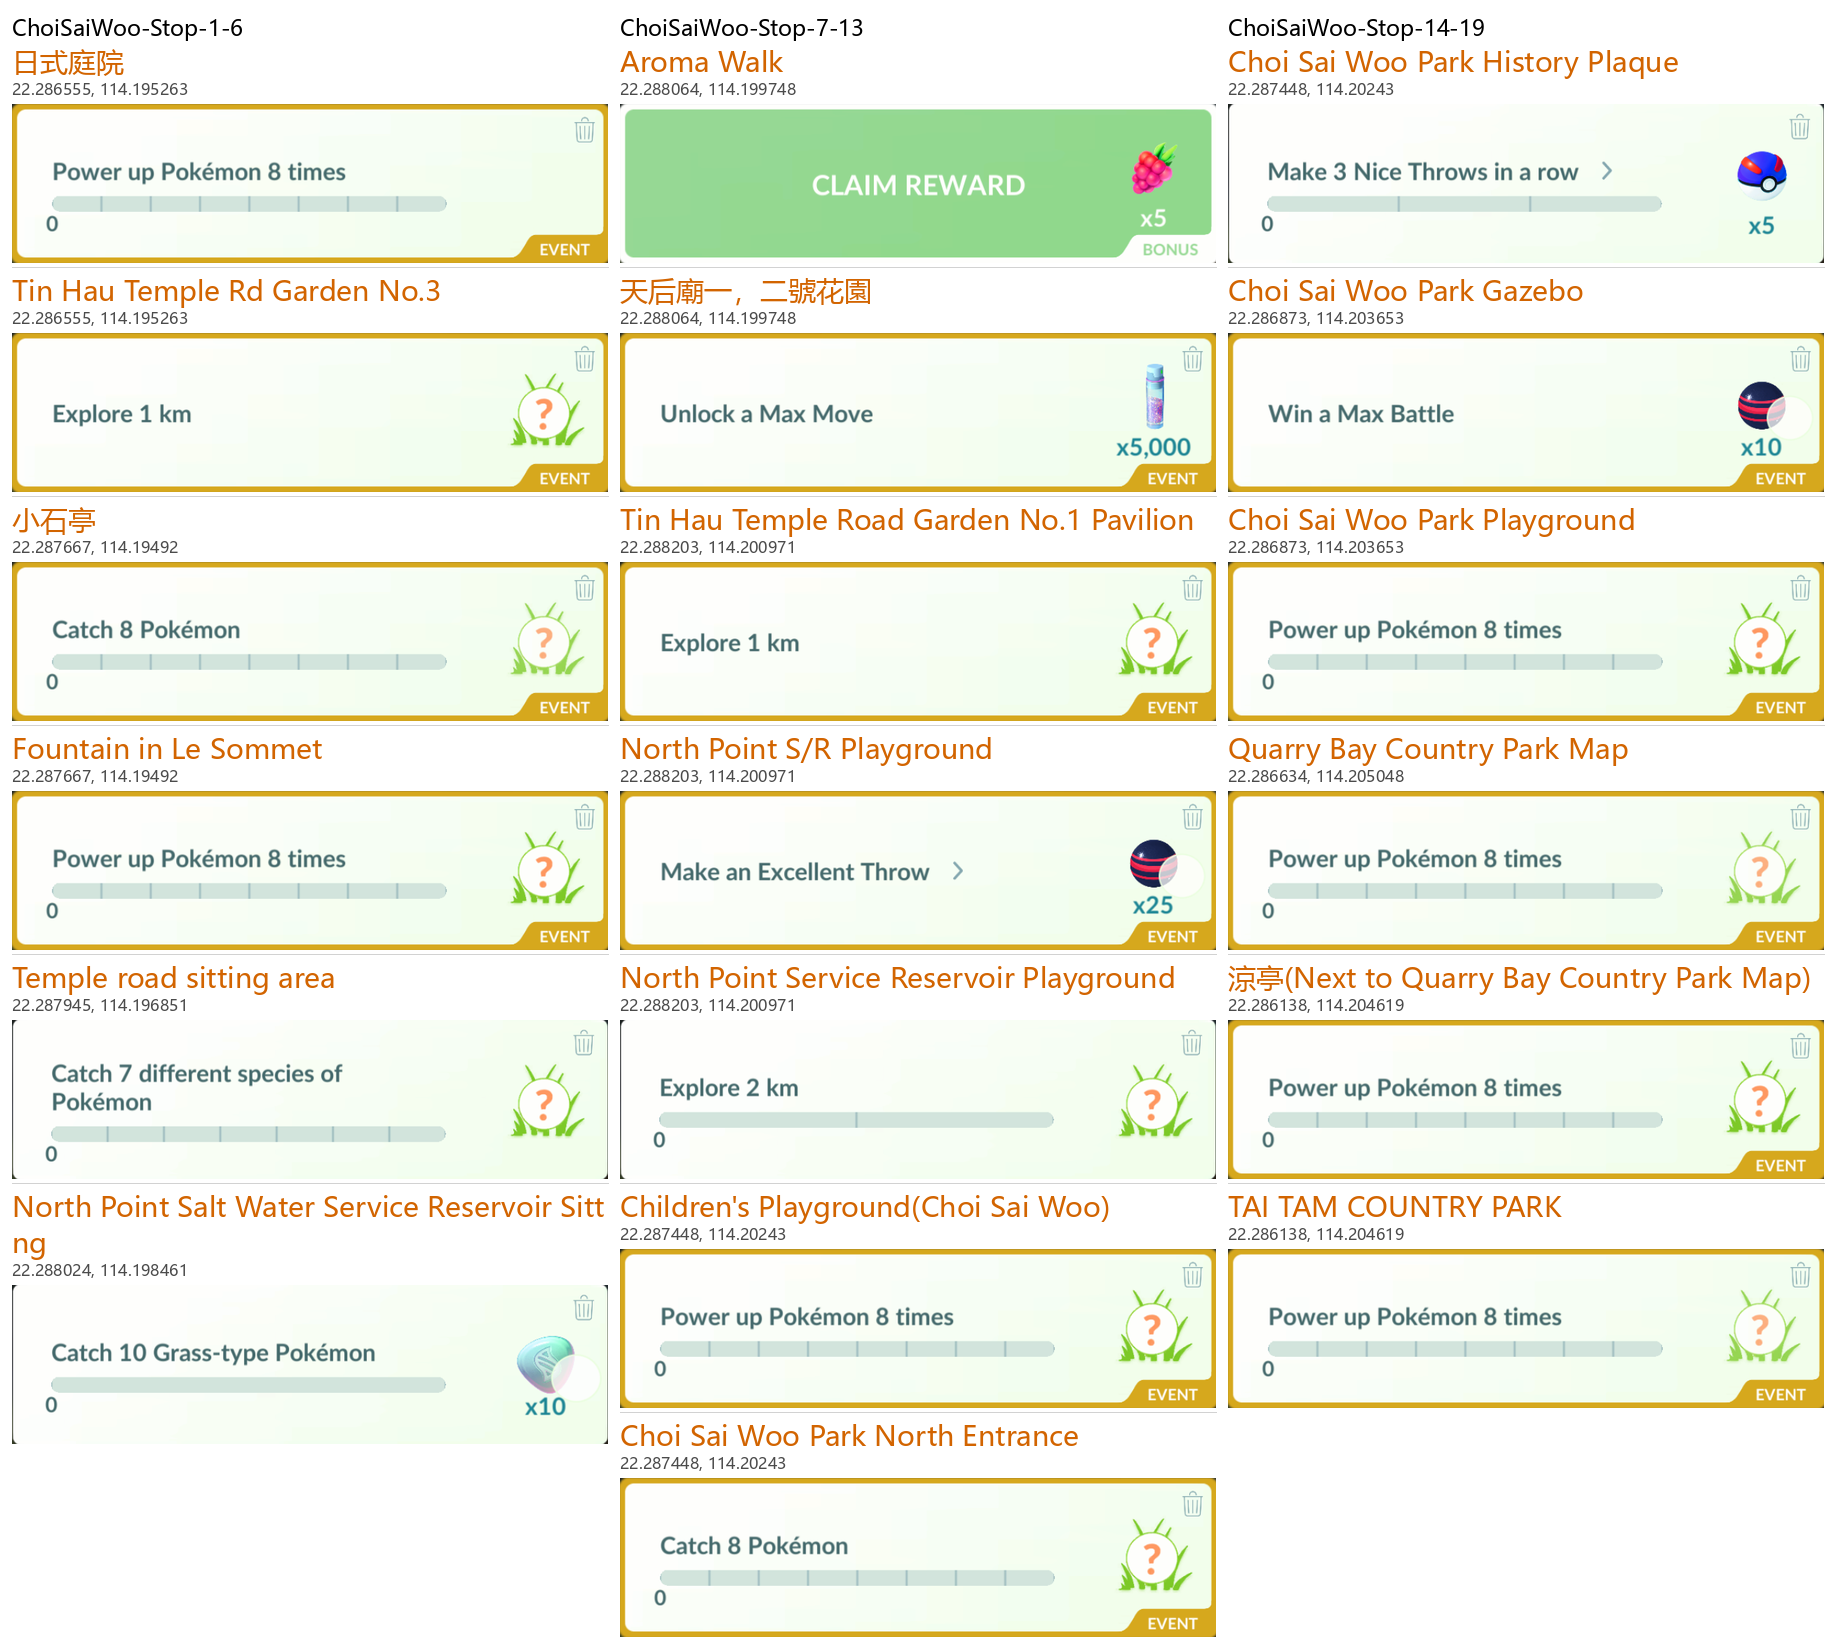 ChoiSaiWoo-Stop-1-6
日式庭院
22.286555, 114.195263
Power up Pokémon 8 times
0
EVENT
Tin Hau Temple Rd Garden No.3
22.286555, 114.195263
Explore 1 km
?
EVENT
小石亭
22.287667, 114.19492
Catch 8 Pokémon
?
0
EVENT
Fountain in Le Sommet
22.287667, 114.19492
Power up Pokémon 8 times
?
0
EVENT
Temple road sitting area
22.287945, 114.196851
Catch 7 different species of
Pokémon
?
0
North Point Salt Water Service Reservoir Sitt
ng
22.288024, 114.198461
Catch 10 Grass-type Pokémon
0
x10
ChoiSaiWoo-Stop-7-13
Aroma Walk
22.288064, 114.199748
CLAIM REWARD
x5
BONUS
天后廟一，二號花園
22.288064, 114.199748
Unlock a Max Move
x5,000
EVENT
Tin Hau Temple Road Garden No.1 Pavilion
22.288203, 114.200971
Explore 1 km
?
EVENT
North Point S/R Playground
22.288203, 114.200971
Make an Excellent Throw >
x25
EVENT
North Point Service Reservoir Playground
22.288203, 114.200971
Explore 2 km
?
0
Children's Playground(Choi Sai Woo)
22.287448, 114.20243
Power up Pokémon 8 times
?
0
EVENT
Choi Sai Woo Park North Entrance
22.287448, 114.20243
Catch 8 Pokémon
?
0
EVENT
ChoiSaiWoo-Stop-14-19
Choi Sai Woo Park History Plaque
22.287448, 114.20243
Make 3 Nice Throws in a row >
0
x5
Choi Sai Woo Park Gazebo
22.286873, 114.203653
Win a Max Battle
x10
EVENT
Choi Sai Woo Park Playground
22.286873, 114.203653
Power up Pokémon 8 times
?
0
EVENT
Quarry Bay Country Park Map
22.286634, 114.205048
Power up Pokémon 8 times
?
0
EVENT
涼亭(Next to Quarry Bay Country Park Map)
22.286138, 114.204619
Power up Pokémon 8 times
?
0
EVENT
TAI TAM COUNTRY PARK
22.286138, 114.204619
Power up Pokémon 8 times
?
0
EVENT